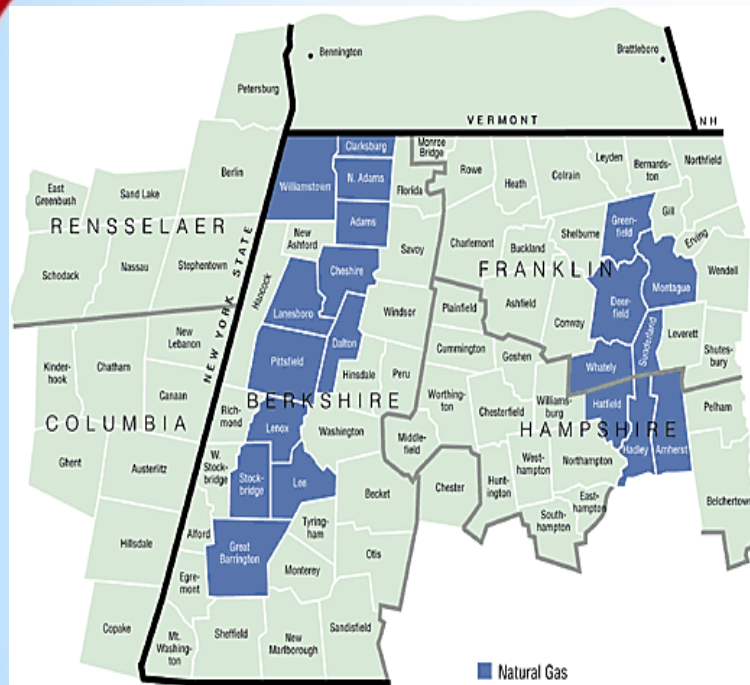 Bennington
Brattleboro
Petersburg
VERMONT
NH
Clarksburg
Monroe
Bridge
Rowe
Heath
Colrain
Leyden
Bernards-
ton
Northfield
Berlin
Williamstown
N. Adams
Florida
East
Greenbush
Sand Lake
RENSSELAER
Adams
Green-
field
Gill
Erving
New
Ashford
Savoy
Charlemont
Buckland
Shelburne
FRANKLIN
Schodack
Nassau
Stephentown
NEW YORK STATE
Hancock
Cheshire
Montague
Wendell
Lanesboro
Windsor
Plainfield
Ashfield
Conway
Deer-
field
Sunderland
Leverett
Shutes-
bury
New
Lebanon
Dalton
Cummington
Goshen
Kinder-
hook
Chatham
Pittsfield
Hinsdale
Peru
Whately
Canaan
BERKSHIRE
Worthing-
ton
Chesterfield
Williams-
burg
Hatfield
Pelham
COLUMBIA
Rich-
mond
Lenox
Washington
Middle-
field
HAMPSHIRE
Hadley
Amherst
Ghent
Austerlitz
W.
Stock-
bridge
Stock-
bridge
Lee
Becket
Chester
Hunt-
ington
West-
hampton
Northampton
East-
hampton
South-
hampton
Belchertown
Hillsdale
Alford
Great
Barrington
Tyring-
ham
Otis
Egre-
mont
Monterey
Copake
Mt.
Washing-
ton
Sheffield
New
Marlborough
Sandisfield
Natural Gas